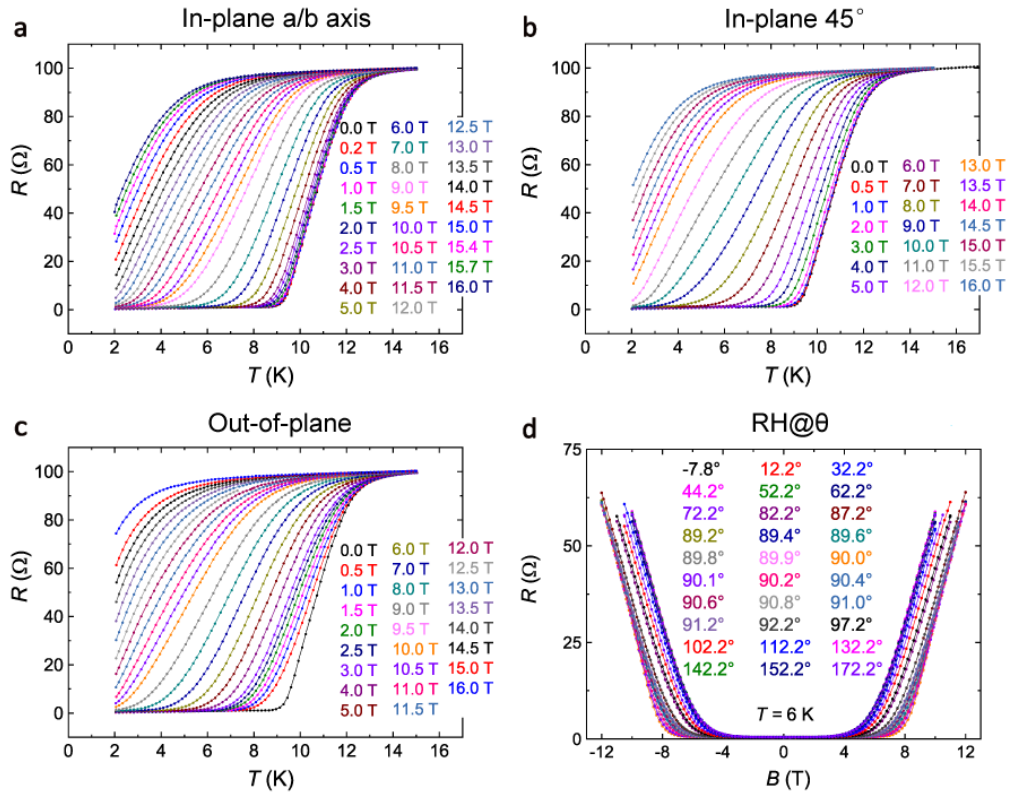 a
In-plane a/b axis
R (Ω)
100
80
60
40
20
0
0.0 T 6.0 T 12.5 T
0.2 T 7.0 T 13.0 T
0.5 T 8.0 T 13.5 T
1.0 T 9.0 T 14.0 T
1.5 T 9.5 T 14.5 T
2.0 T 10.0 T 15.0 T
2.5 T 10.5 T 15.4 T
3.0 T 11.0 T 15.7 T
4.0 T 11.5 T 16.0 T
5.0 T 12.0 T
0 2 4 6 8 10 12 14 16
T (K)
b
In-plane 45°
R (Ω)
100
80
60
40
20
0
0.0 T 6.0 T 13.0 T
0.5 T 7.0 T 13.5 T
1.0 T 8.0 T 14.0 T
2.0 T 9.0 T 14.5 T
3.0 T 10.0 T 15.0 T
4.0 T 11.0 T 15.5 T
5.0 T 12.0 T 16.0 T
0 2 4 6 8 10 12 14 16
T (K)
c
Out-of-plane
R (Ω)
100
80
60
40
20
0
0.0 T 6.0 T 12.0 T
0.5 T 7.0 T 12.5 T
1.0 T 8.0 T 13.0 T
1.5 T 9.0 T 13.5 T
2.0 T 9.5 T 14.0 T
2.5 T 10.0 T 14.5 T
3.0 T 10.5 T 15.0 T
4.0 T 11.0 T 16.0 T
5.0 T 11.5 T
0 2 4 6 8 10 12 14 16
T (K)
d
RH@θ
R (Ω)
75
50
25
0
-7.8° 12.2° 32.2°
44.2° 52.2° 62.2°
72.2° 82.2° 87.2°
89.2° 89.4° 89.6°
89.8° 89.9° 90.0°
90.1° 90.2° 90.4°
90.6° 90.8° 91.0°
91.2° 92.2° 97.2°
102.2° 112.2° 132.2°
142.2° 152.2° 172.2°
T = 6 K
-12 -8 -4 0 4 8 12
B (T)